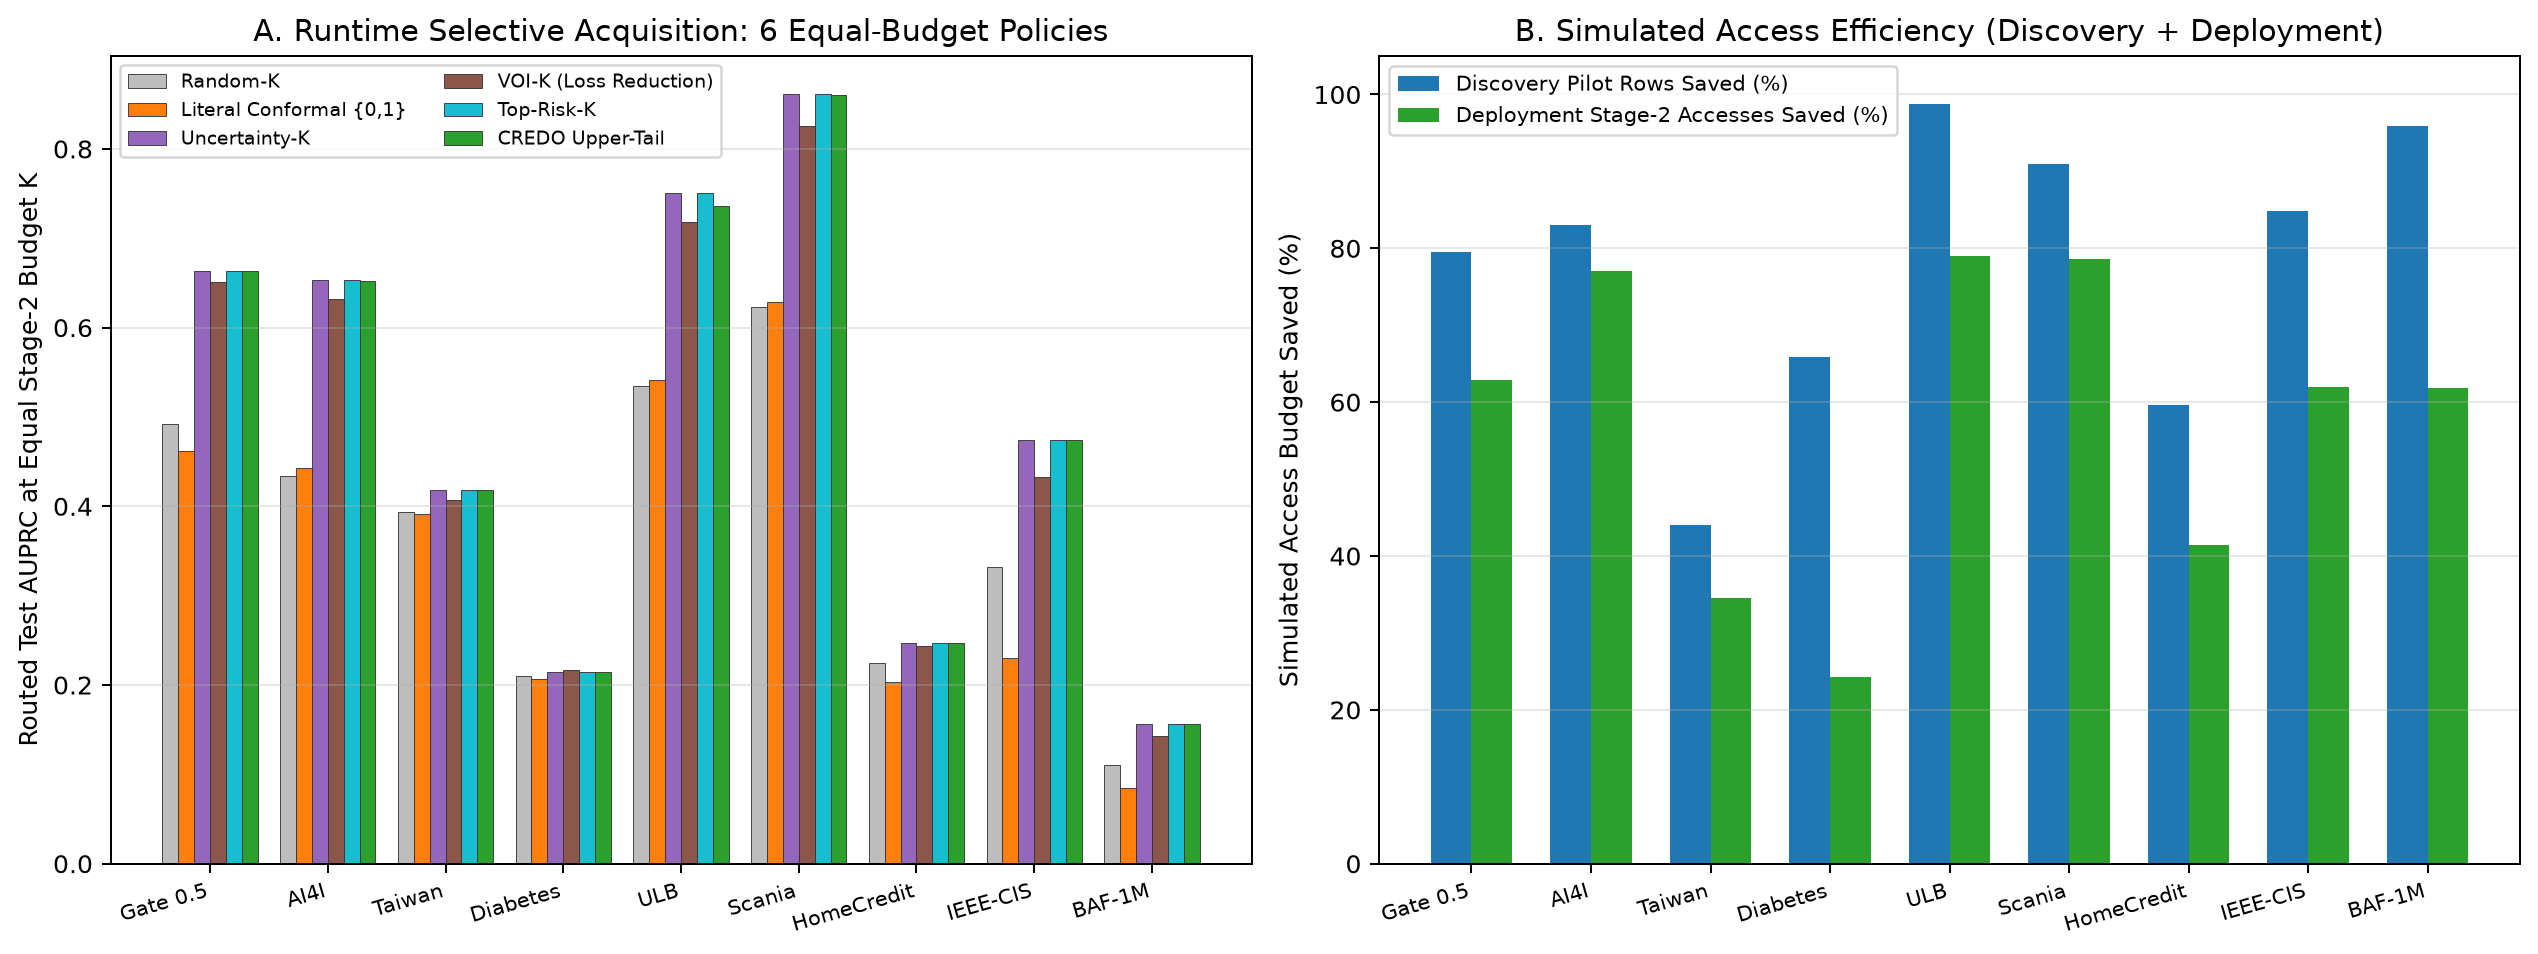 A. Runtime Selective Acquisition: 6 Equal-Budget Policies
Random-K
Literal Conformal {0,1}
Uncertainty-K
VOI-K (Loss Reduction)
Top-Risk-K
CREDO Upper-Tail
Routed Test AUPRC at Equal Stage-2 Budget K
0.8
0.6
0.4
0.2
0.0
Gate 0.5
AI4I
Taiwan
Diabetes
ULB
Scania
HomeCredit
IEEE-CIS
BAF-1M
B. Simulated Access Efficiency (Discovery + Deployment)
Discovery Pilot Rows Saved (%)
Deployment Stage-2 Accesses Saved (%)
Simulated Access Budget Saved (%)
100
80
60
40
20
0
Gate 0.5
AI4I
Taiwan
Diabetes
ULB
Scania
HomeCredit
IEEE-CIS
BAF-1M